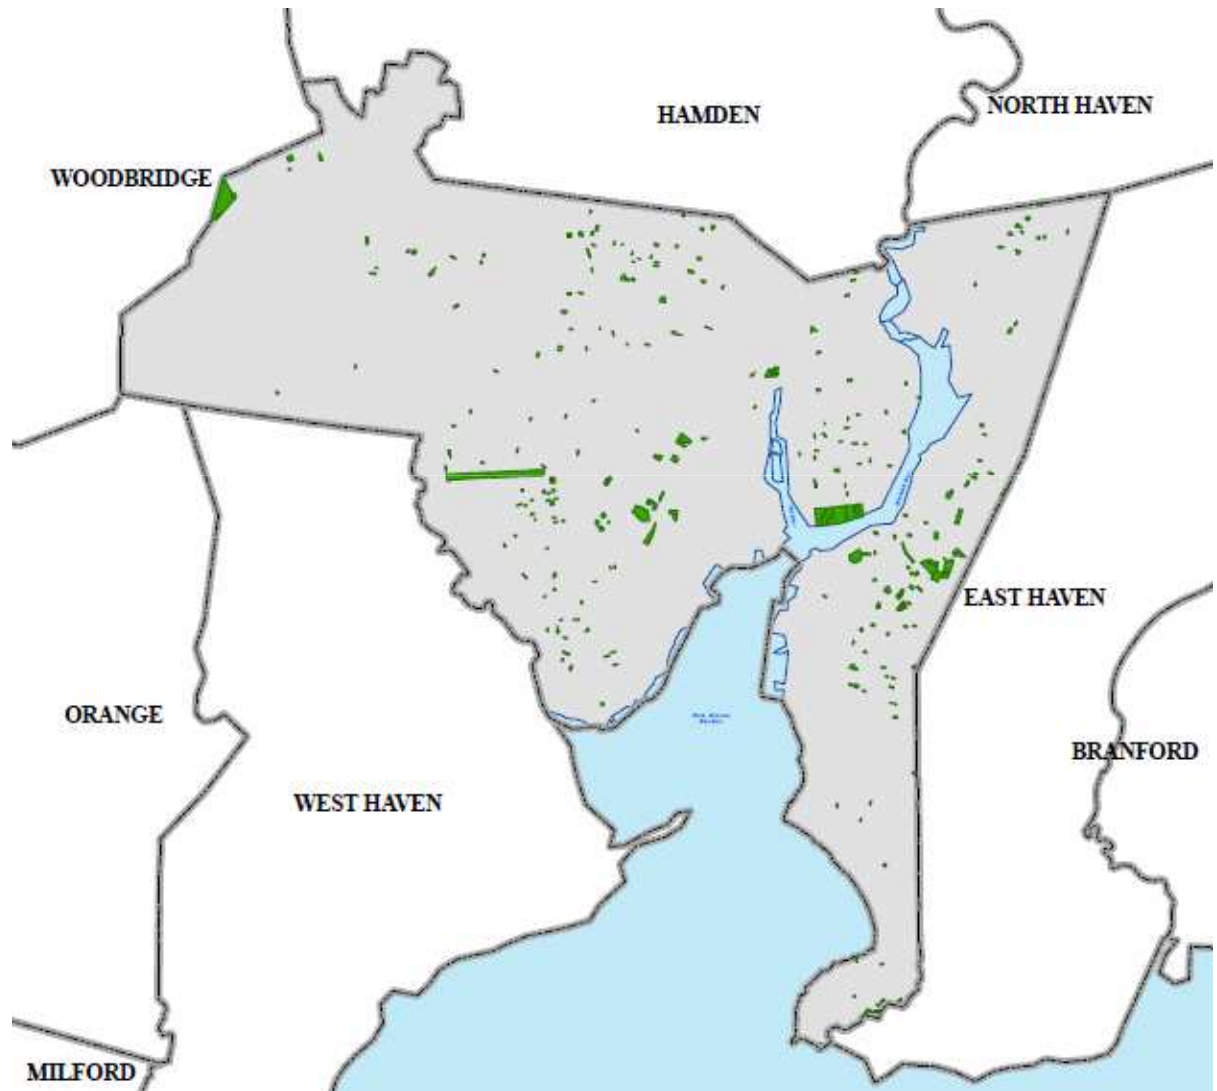 HAMDEN
NORTH HAVEN
WOODBRIDGE
EAST HAVEN
ORANGE
BRANFORD
WEST HAVEN
MILFORD